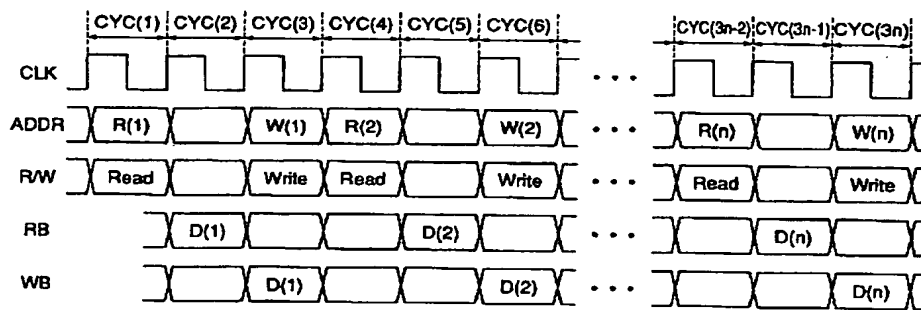 CYC(1) CYC(2) CYC(3) CYC(4) CYC(5) CYC(6) CYC(3n-2) CYC(3n-1) CYC(3n)
CLK
ADDR R(1) W(1) R(2) W(2) R(n) W(n)
R/W Read Write Read Write Read Write
RB D(1) D(2) D(n)
WB D(1) D(2) D(n)